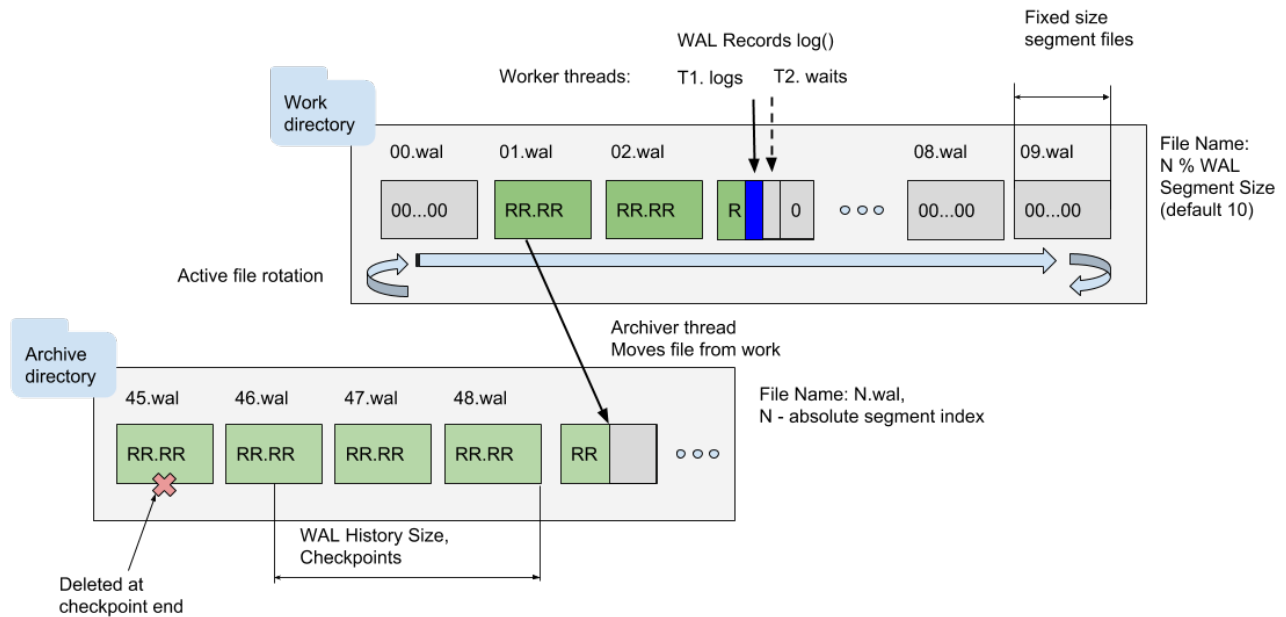 Fixed size
segment files
WAL Records log()
Worker threads:
T1. logs
T2. waits
Work
directory
00.wal
01.wal
02.wal
08.wal
09.wal
File Name:
N % WAL
Segment Size
(default 10)
00...00
RR.RR
RR.RR
R
0
00...00
00...00
Active file rotation
Archiver thread
Moves file from work
Archive
directory
45.wal
46.wal
47.wal
48.wal
File Name: N.wal,
N - absolute segment index
RR.RR
RR.RR
RR.RR
RR.RR
RR
WAL History Size,
Checkpoints
Deleted at
checkpoint end